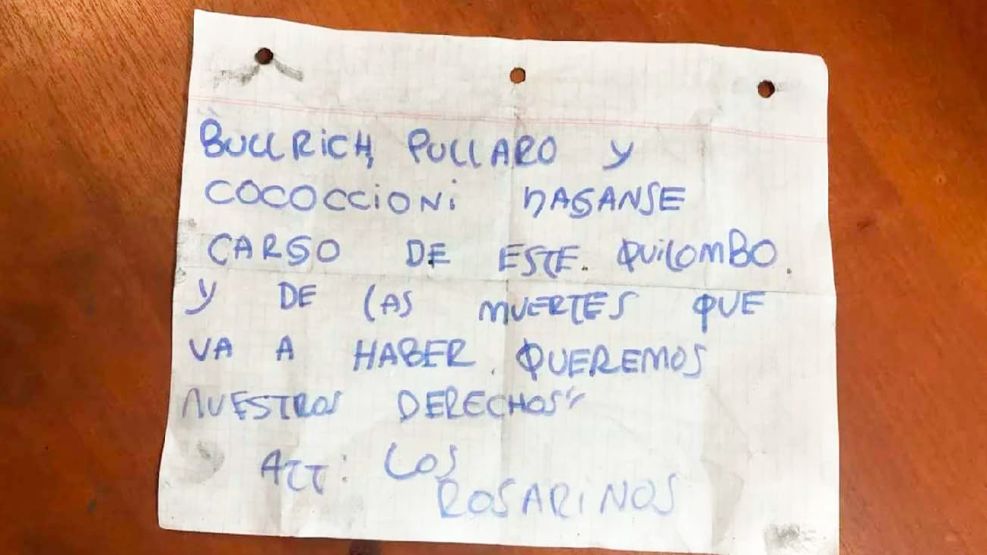 BULLRICH, PULLARO Y
COCOCCIONI HAGANSE
CARGO DE ESTE. QUILOMBO.
Y DE LAS MUERTES QUE
VA A HABER. QUEREMOS
NUESTROS DERECHOS"
ATT: LOS
ROSARINOS